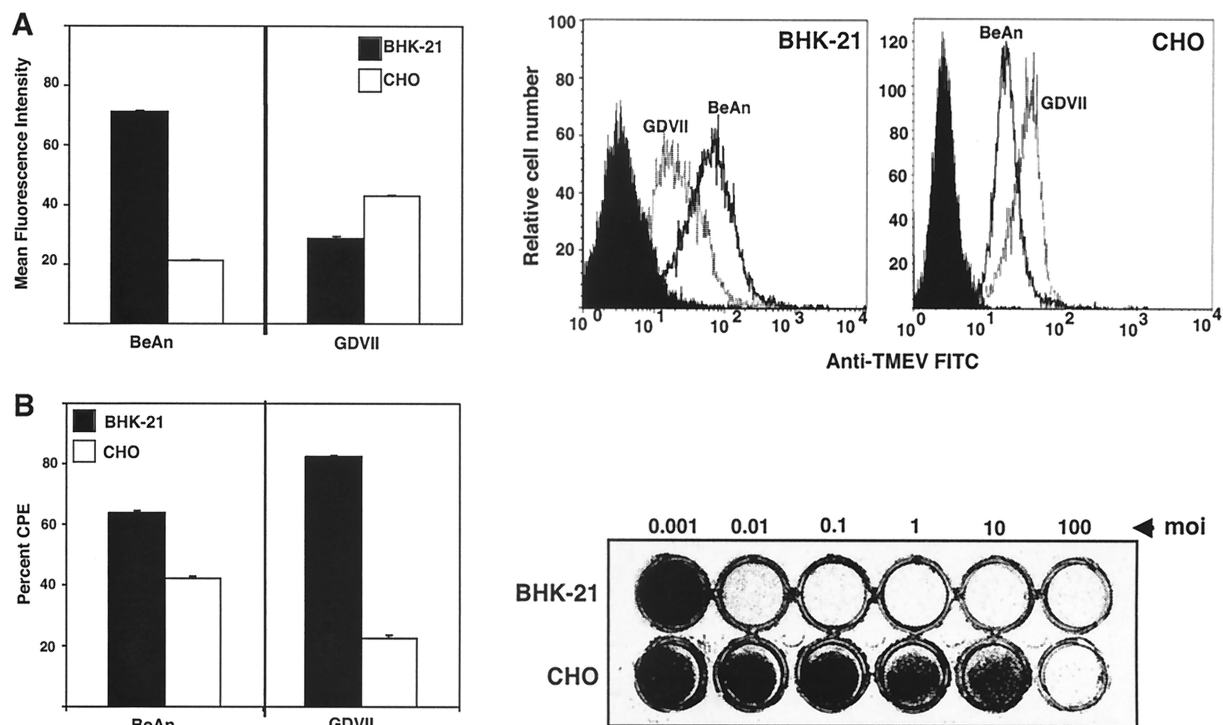 A
Mean Fluorescence Intensity
80
60
40
20
BHK-21
CHO
BeAn
GDVII
Relative cell number
100
80
60
40
20
0
BHK-21
GDVII
BeAn
10^0 10^1 10^2 10^3 10^4
120
100
80
60
40
20
0
CHO
BeAn
GDVII
10^0 10^1 10^2 10^3 10^4
Anti-TMEV FITC
B
Percent CPE
80
60
40
20
BHK-21
CHO
BeAn
GDVII
0.001 0.01 0.1 1 10 100 ◄ moi
BHK-21
CHO